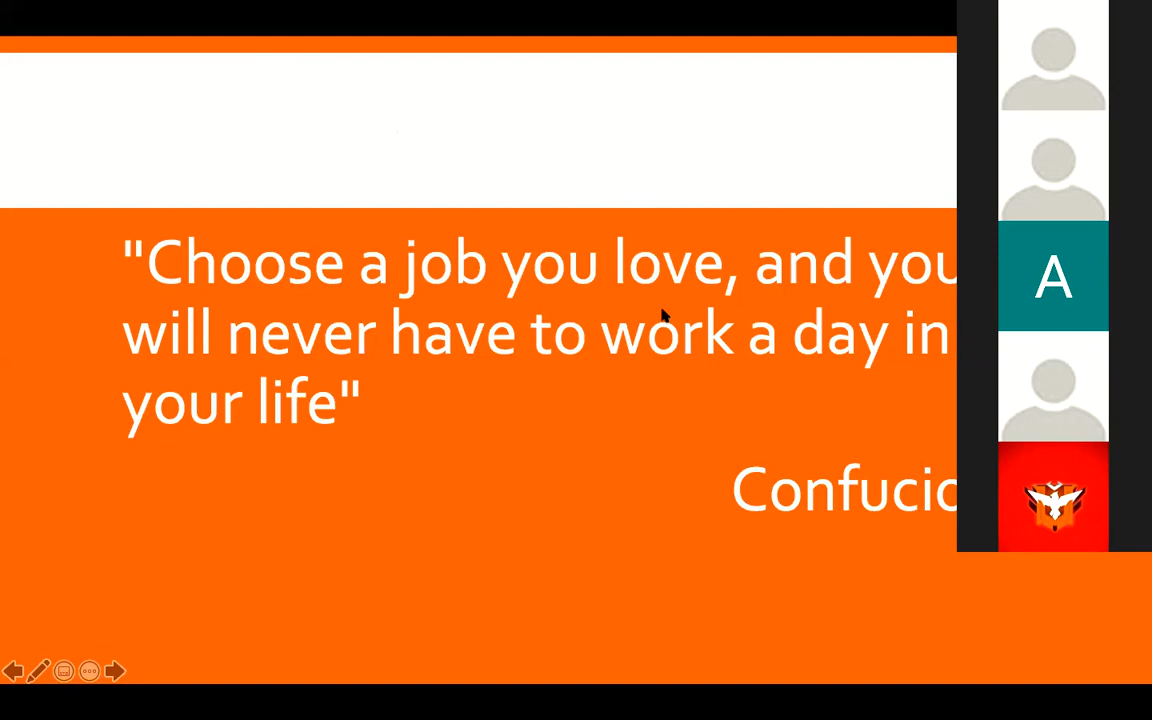 "Choose a job you love, and you
will never have to work a day in
your life"
A